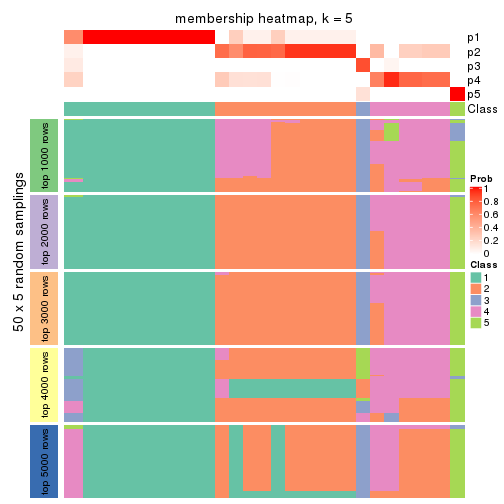 membership heatmap, k = 5
p1
p2
p3
p4
p5
Class
50 x 5 random samplings
top 1000 rows
top 2000 rows
top 3000 rows
top 4000 rows
top 5000 rows
Prob
1
0.8
0.6
0.4
0.2
0
Class
1
2
3
4
5